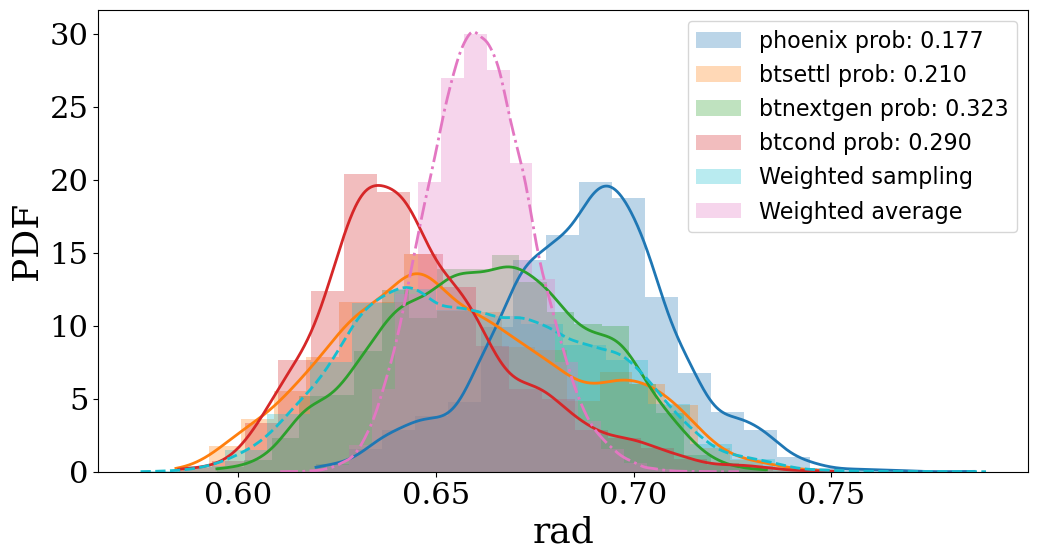 30
25
20
15
10
5
0
PDF
0.60
0.65
0.70
0.75
rad
phoenix prob: 0.177
btsettl prob: 0.210
btnextgen prob: 0.323
btcond prob: 0.290
Weighted sampling
Weighted average